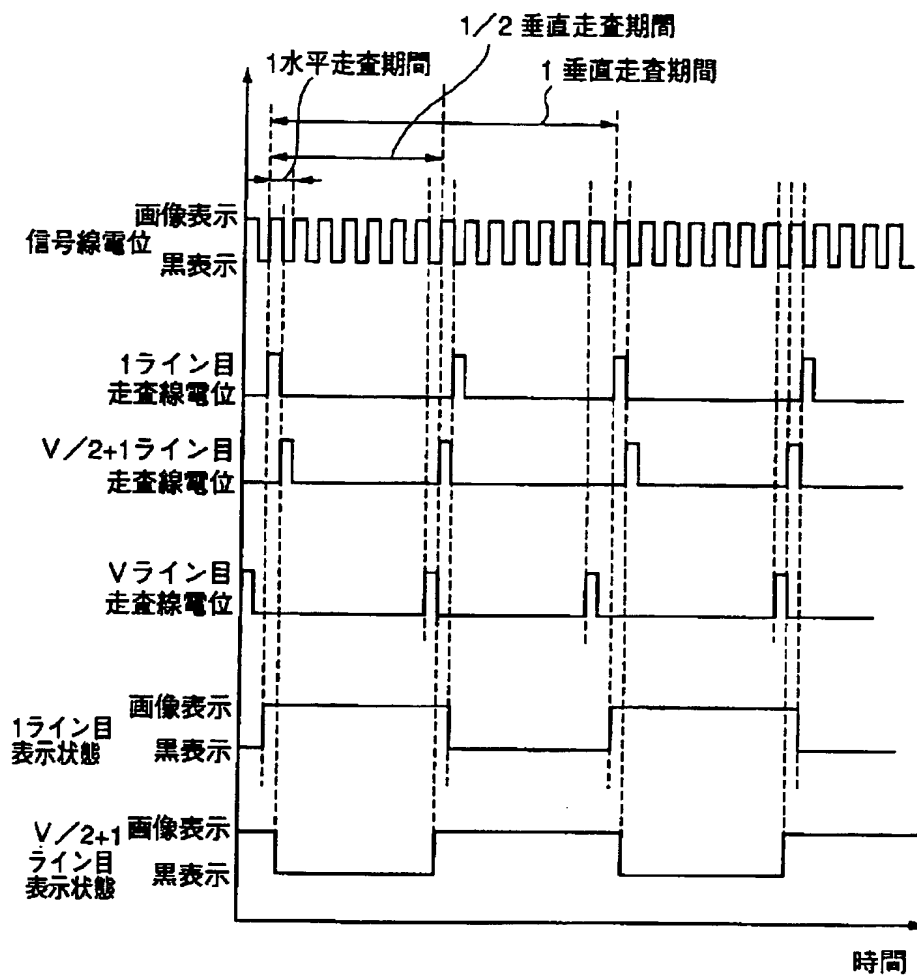 1/2 垂直走査期間
1水平走査期間
1 垂直走査期間
画像表示
信号線電位
黒表示
1ライン目
走査線電位
V/2+1ライン目
走査線電位
Vライン目
走査線電位
画像表示
1ライン目
表示状態
黒表示
V/2+1
画像表示
ライン目
表示状態
黒表示
時間